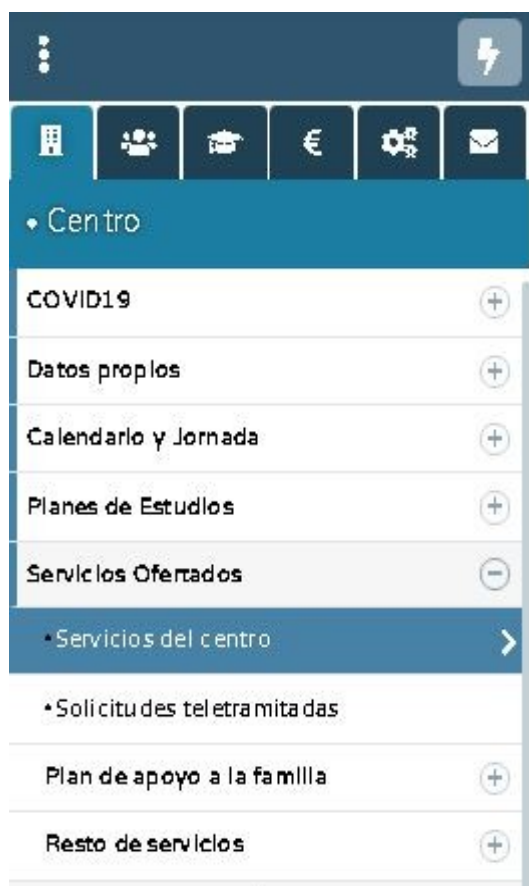 €
• Centro
COVID19
Datos propios
Calendario y Jornada
Planes de Estudios
Servicios Ofertados
•Servicios del centro
•Solicitudes teletramitadas
Plan de apoyo a la familia
Resto de servicios